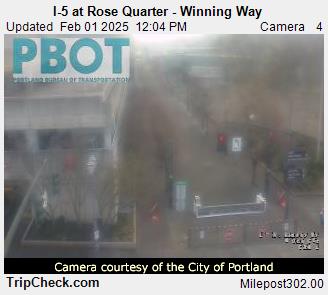 I-5 at Rose Quarter - Winning Way
Updated Feb 01 2025 12:04 PM Camera 4
PBOT
PORTLAND BUREAU OF TRANSPORTATION
Camera courtesy of the City of Portland
TripCheck.com Milepost302.00